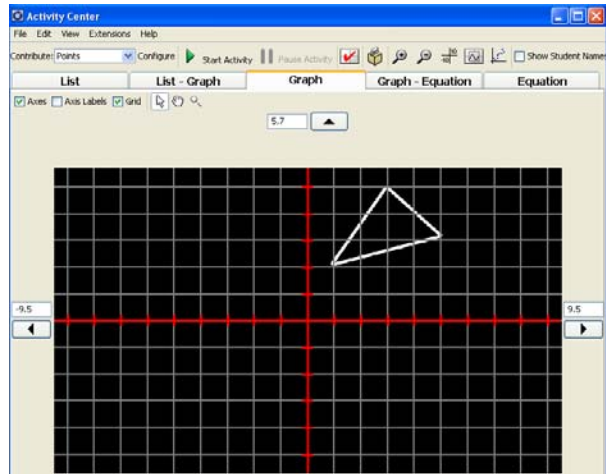 Activity Center
File Edit View Extensions Help
Contribute: Points Configure Start Activity Pause Activity Show Student Names
List List - Graph Graph Graph - Equation Equation
Axes Axis Labels Grid
5.7
-9.5 9.5